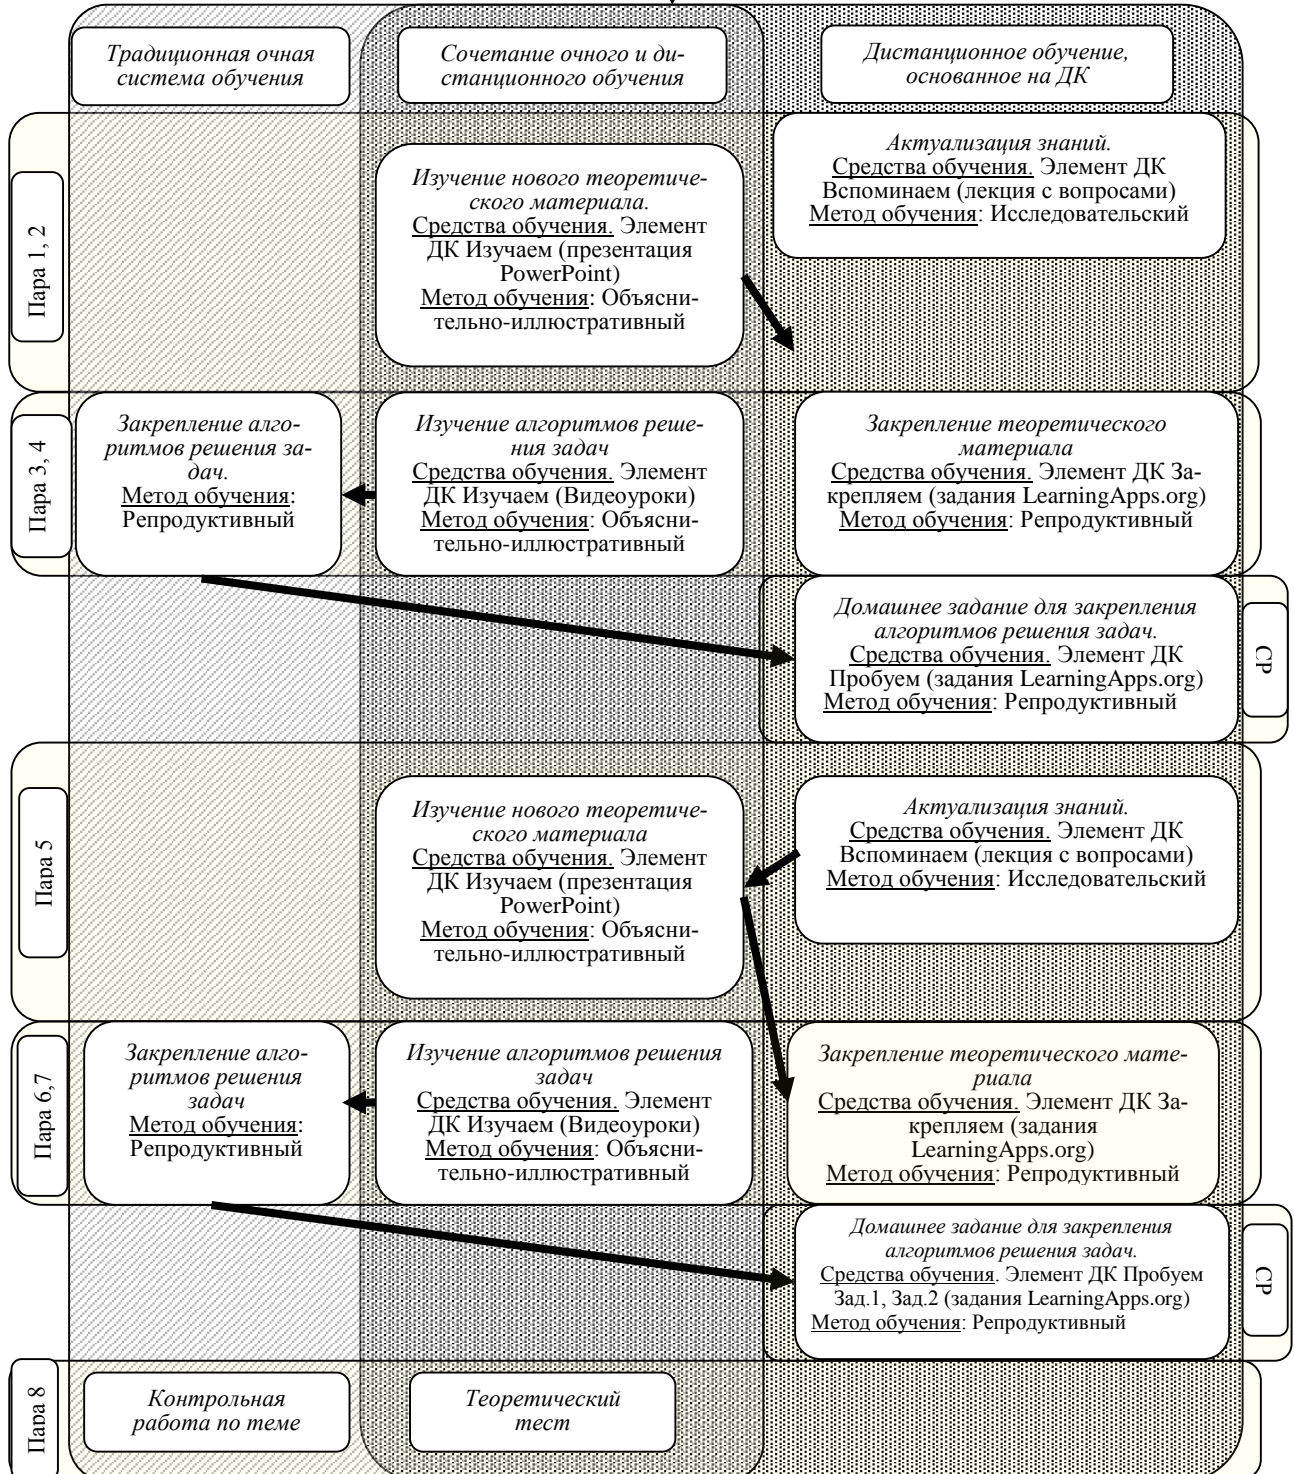 Традиционная очная
система обучения
Сочетание очного и ди-
станционного обучения
Дистанционное обучение,
основанное на ДК
Пара 1, 2
Изучение нового теоретиче-
ского материала.
Средства обучения. Элемент
ДК Изучаем (презентация
PowerPoint)
Метод обучения: Объясни-
тельно-иллюстративный
Актуализация знаний.
Средства обучения. Элемент ДК
Вспоминаем (лекция с вопросами)
Метод обучения: Исследовательский
Пара 3, 4
Закрепление алго-
ритмов решения за-
дач.
Метод обучения:
Репродуктивный
Изучение алгоритмов реше-
ния задач
Средства обучения. Элемент
ДК Изучаем (Видеоуроки)
Метод обучения: Объясни-
тельно-иллюстративный
Закрепление теоретического
материала
Средства обучения. Элемент ДК За-
крепляем (задания LearningApps.org)
Метод обучения: Репродуктивный
Домашнее задание для закрепления
алгоритмов решения задач.
Средства обучения. Элемент ДК
Пробуем (задания LearningApps.org)
Метод обучения: Репродуктивный
СР
Пара 5
Изучение нового теоретиче-
ского материала
Средства обучения. Элемент
ДК Изучаем (презентация
PowerPoint)
Метод обучения: Объясни-
тельно-иллюстративный
Актуализация знаний.
Средства обучения. Элемент ДК
Вспоминаем (лекция с вопросами)
Метод обучения: Исследовательский
Пара 6,7
Закрепление алго-
ритмов решения
задач
Метод обучения:
Репродуктивный
Изучение алгоритмов решения
задач
Средства обучения. Элемент
ДК Изучаем (Видеоуроки)
Метод обучения: Объясни-
тельно-иллюстративный
Закрепление теоретического мате-
риала
Средства обучения. Элемент ДК За-
крепляем (задания
LearningApps.org)
Метод обучения: Репродуктивный
Домашнее задание для закрепления
алгоритмов решения задач.
Средства обучения. Элемент ДК Пробуем
Зад.1, Зад.2 (задания LearningApps.org)
Метод обучения: Репродуктивный
СР
Пара 8
Контрольная
работа по теме
Теоретический
тест